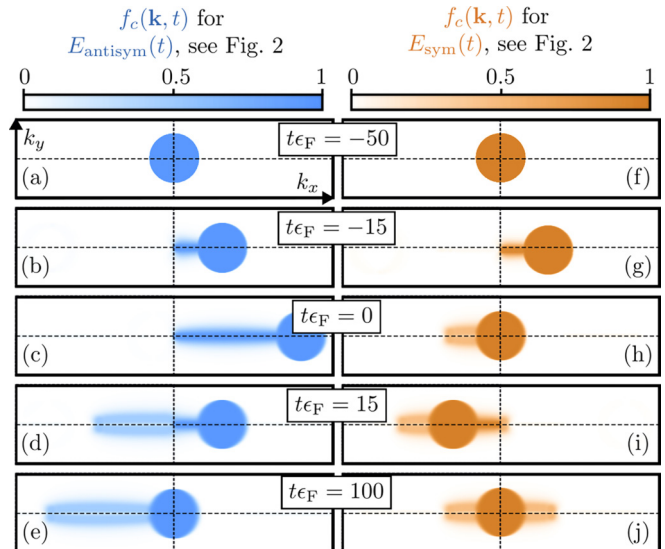 f_c(𝐤, t) for
E_antisym(t), see Fig. 2
f_c(𝐤, t) for
E_sym(t), see Fig. 2
0 0.5 1
0 0.5 1
k_y
k_x
tϵ_F = −50
(a)
(f)
tϵ_F = −15
(b)
(g)
tϵ_F = 0
(c)
(h)
tϵ_F = 15
(d)
(i)
tϵ_F = 100
(e)
(j)